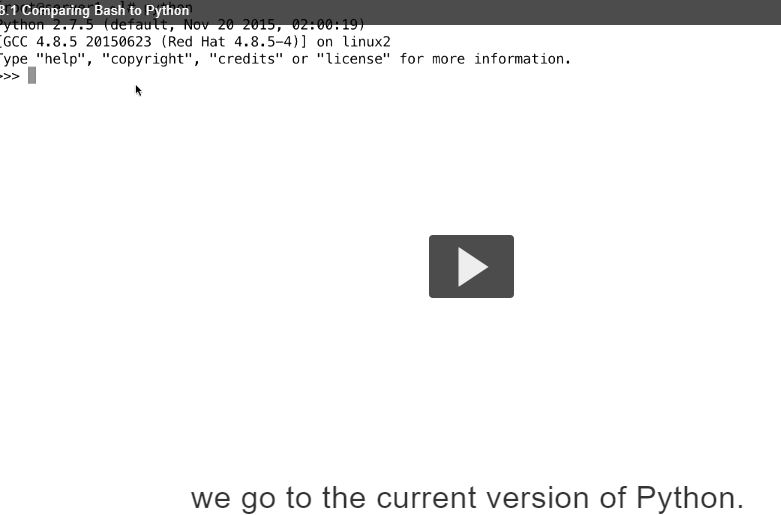 8.1 Comparing Bash to Python
Python 2.7.5 (default, Nov 20 2015, 02:00:19)
[GCC 4.8.5 20150623 (Red Hat 4.8.5-4)] on linux2
Type "help", "copyright", "credits" or "license" for more information.
>>>
we go to the current version of Python.